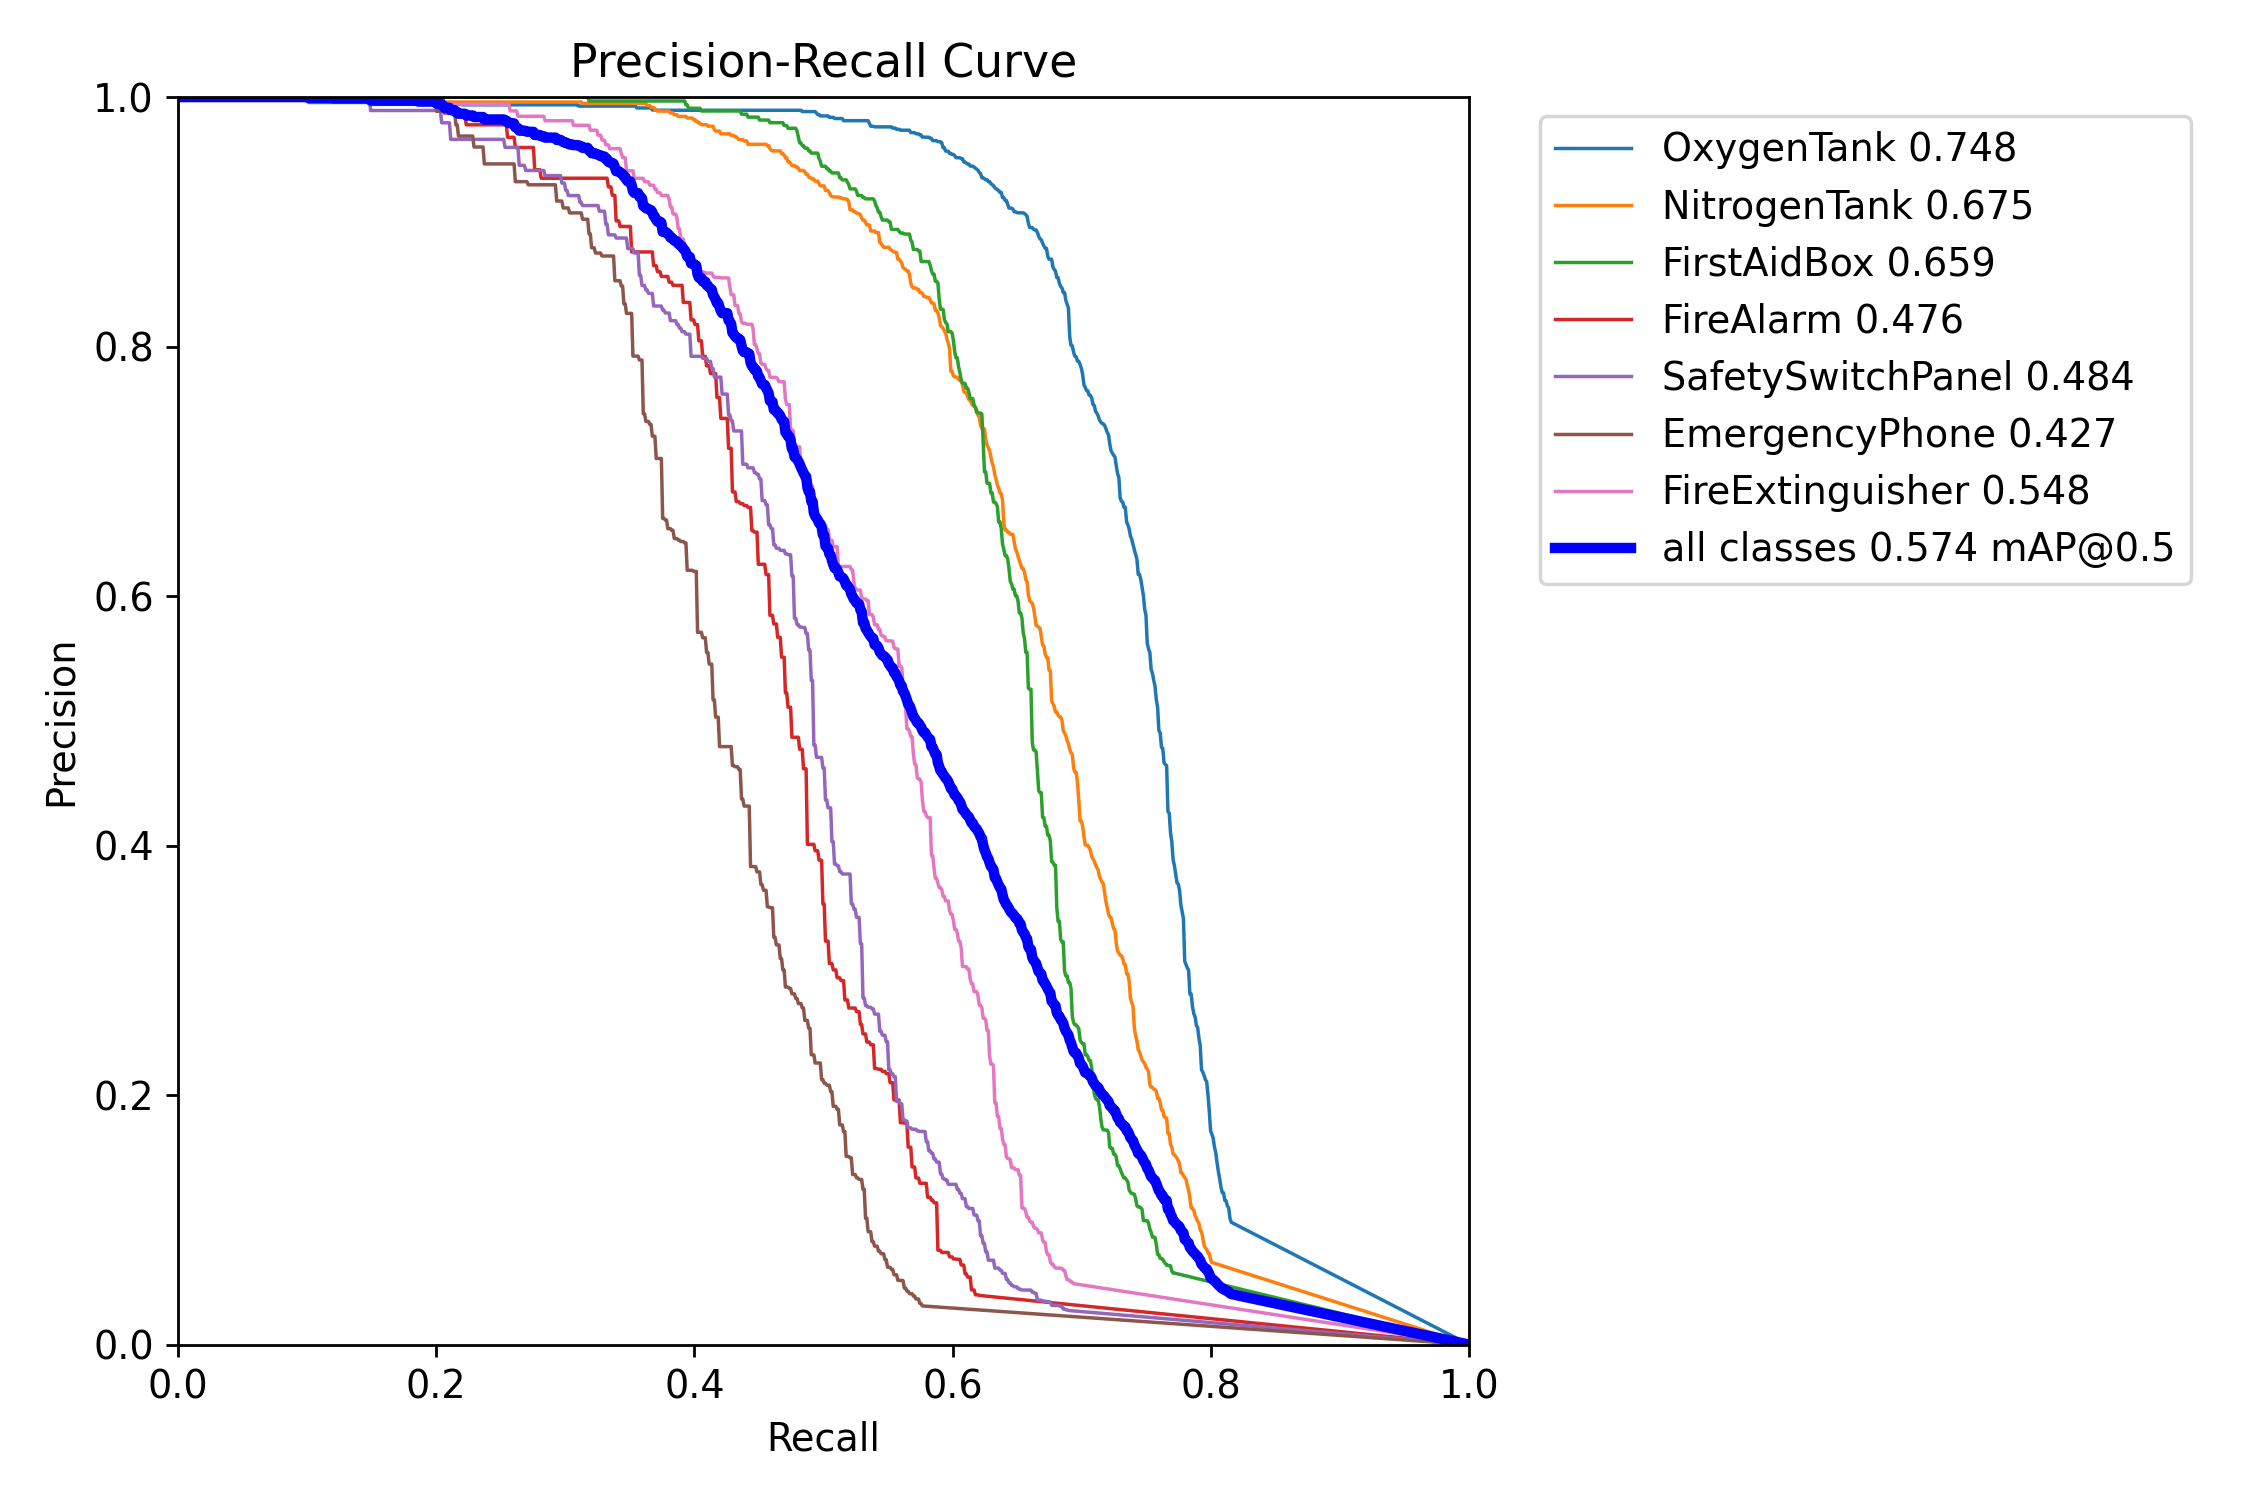 Precision-Recall Curve
1.0
0.8
0.6
0.4
0.2
0.0
Precision
0.0 0.2 0.4 0.6 0.8 1.0
Recall
OxygenTank 0.748
NitrogenTank 0.675
FirstAidBox 0.659
FireAlarm 0.476
SafetySwitchPanel 0.484
EmergencyPhone 0.427
FireExtinguisher 0.548
all classes 0.574 mAP@0.5